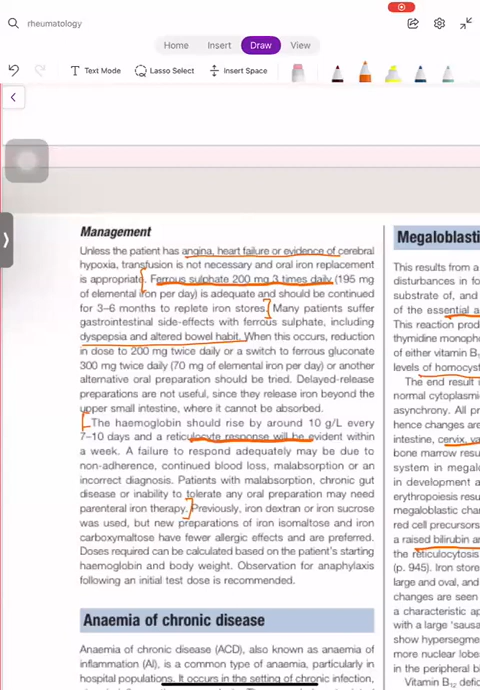 rheumatology
Home
Insert
Draw
View
Text Mode
Lasso Select
Insert Space
Management
Unless the patient has angina, heart failure or evidence of cerebral
hypoxia, transfusion is not necessary and oral iron replacement
is appropriate. Ferrous sulphate 200 mg 3 times daily (195 mg
of elemental iron per day) is adequate and should be continued
for 3–6 months to replete iron stores. Many patients suffer
gastrointestinal side-effects with ferrous sulphate, including
dyspepsia and altered bowel habit. When this occurs, reduction
in dose to 200 mg twice daily or a switch to ferrous gluconate
300 mg twice daily (70 mg of elemental iron per day) or another
alternative oral preparation should be tried. Delayed-release
preparations are not useful, since they release iron beyond the
upper small intestine, where it cannot be absorbed.
The haemoglobin should rise by around 10 g/L every
7–10 days and a reticulocyte response will be evident within
a week. A failure to respond adequately may be due to
non-adherence, continued blood loss, malabsorption or an
incorrect diagnosis. Patients with malabsorption, chronic gut
disease or inability to tolerate any oral preparation may need
parenteral iron therapy. Previously, iron dextran or iron sucrose
was used, but new preparations of iron isomaltose and iron
carboxymaltose have fewer allergic effects and are preferred.
Doses required can be calculated based on the patient's starting
haemoglobin and body weight. Observation for anaphylaxis
following an initial test dose is recommended.
Anaemia of chronic disease
Anaemia of chronic disease (ACD), also known as anaemia of
inflammation (AI), is a common type of anaemia, particularly in
hospital populations. It occurs in the setting of chronic infection,
Megaloblasti
This results from a
disturbances in fo
substrate of, and
of the essential a
This reaction prod
thymidine monoph
of either vitamin B
levels of homocyst
The end result i
normal cytoplasmic
asynchrony. All pr
hence changes are
intestine, cervix, va
bone marrow resu
system in megalo
in development a
erythropoiesis resu
megaloblastic chan
red cell precursors
a raised bilirubin an
the reticulocytosis
(p. 945). Iron store
large and oval, and
changes are seen
a characteristic ap
with a large 'sausa
show hypersegme
more nuclear lobes
in the peripheral bl
Vitamin B12 defic